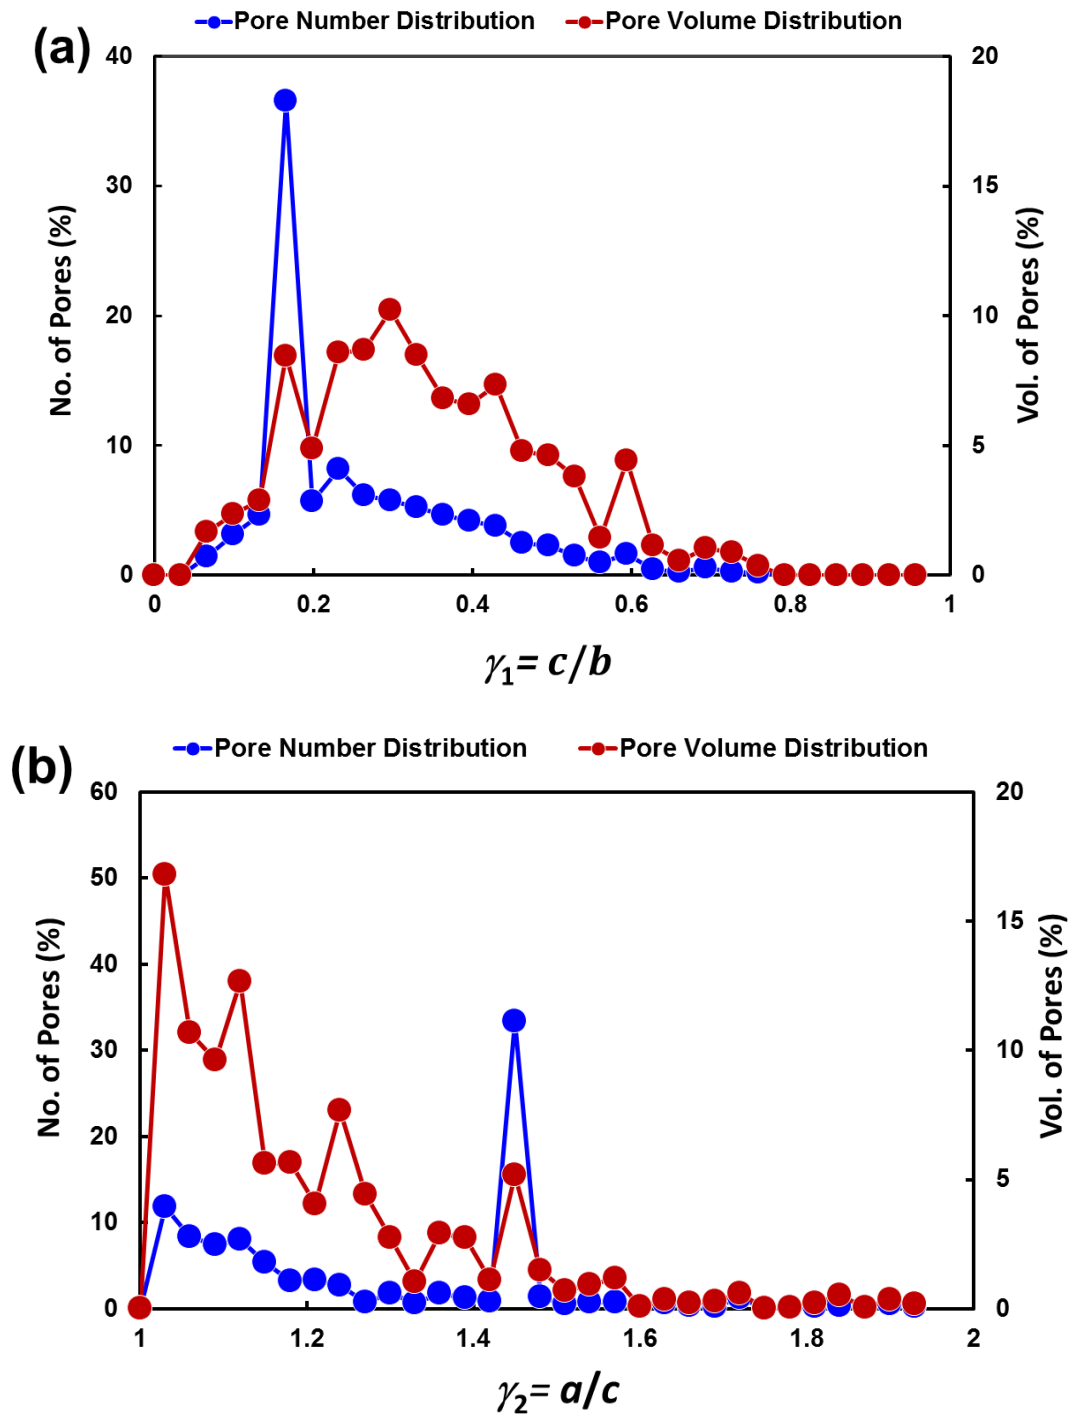 Pore Number Distribution Pore Volume Distribution
(a)
40
30
20
10
0
No. of Pores (%)
20
15
10
5
0
Vol. of Pores (%)
0 0.2 0.4 0.6 0.8 1
γ1= c/b
Pore Number Distribution Pore Volume Distribution
(b)
60
50
40
30
20
10
0
No. of Pores (%)
20
15
10
5
0
Vol. of Pores (%)
1 1.2 1.4 1.6 1.8 2
γ2= a/c